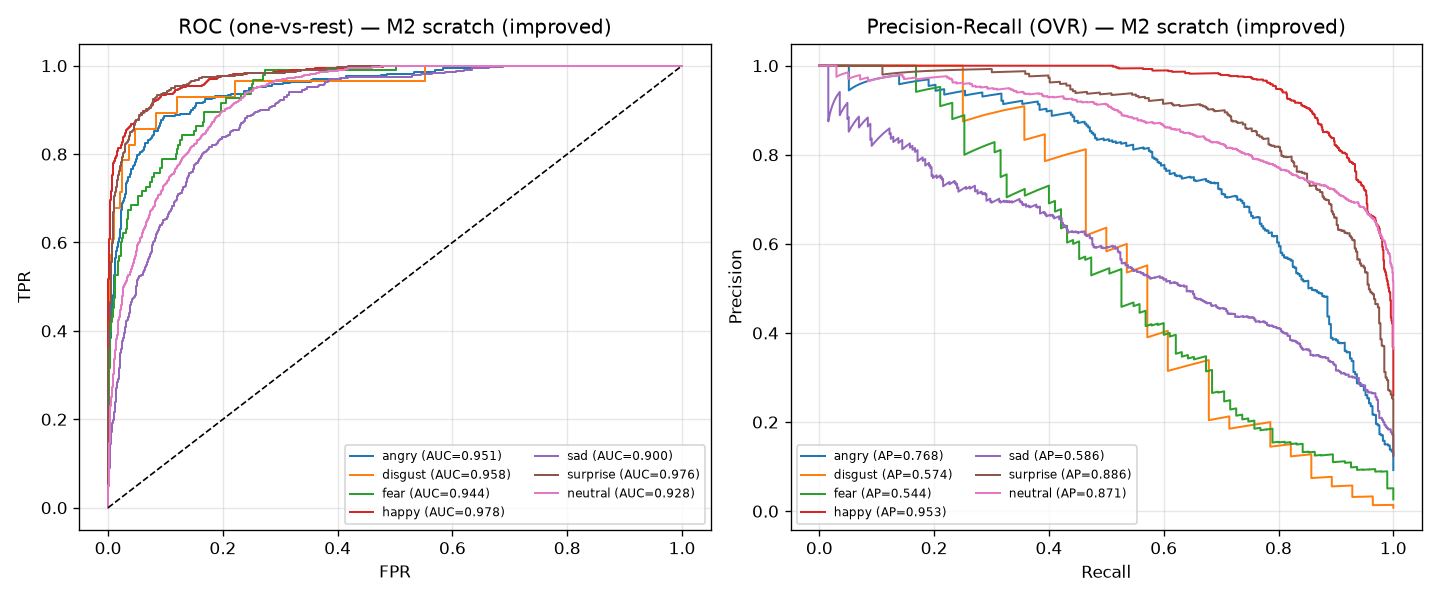 ROC (one-vs-rest) — M2 scratch (improved)
TPR
1.0
0.8
0.6
0.4
0.2
0.0
0.0 0.2 0.4 0.6 0.8 1.0
FPR
angry (AUC=0.951)
disgust (AUC=0.958)
fear (AUC=0.944)
happy (AUC=0.978)
sad (AUC=0.900)
surprise (AUC=0.976)
neutral (AUC=0.928)
Precision-Recall (OVR) — M2 scratch (improved)
Precision
1.0
0.8
0.6
0.4
0.2
0.0
0.0 0.2 0.4 0.6 0.8 1.0
Recall
angry (AP=0.768)
disgust (AP=0.574)
fear (AP=0.544)
happy (AP=0.953)
sad (AP=0.586)
surprise (AP=0.886)
neutral (AP=0.871)